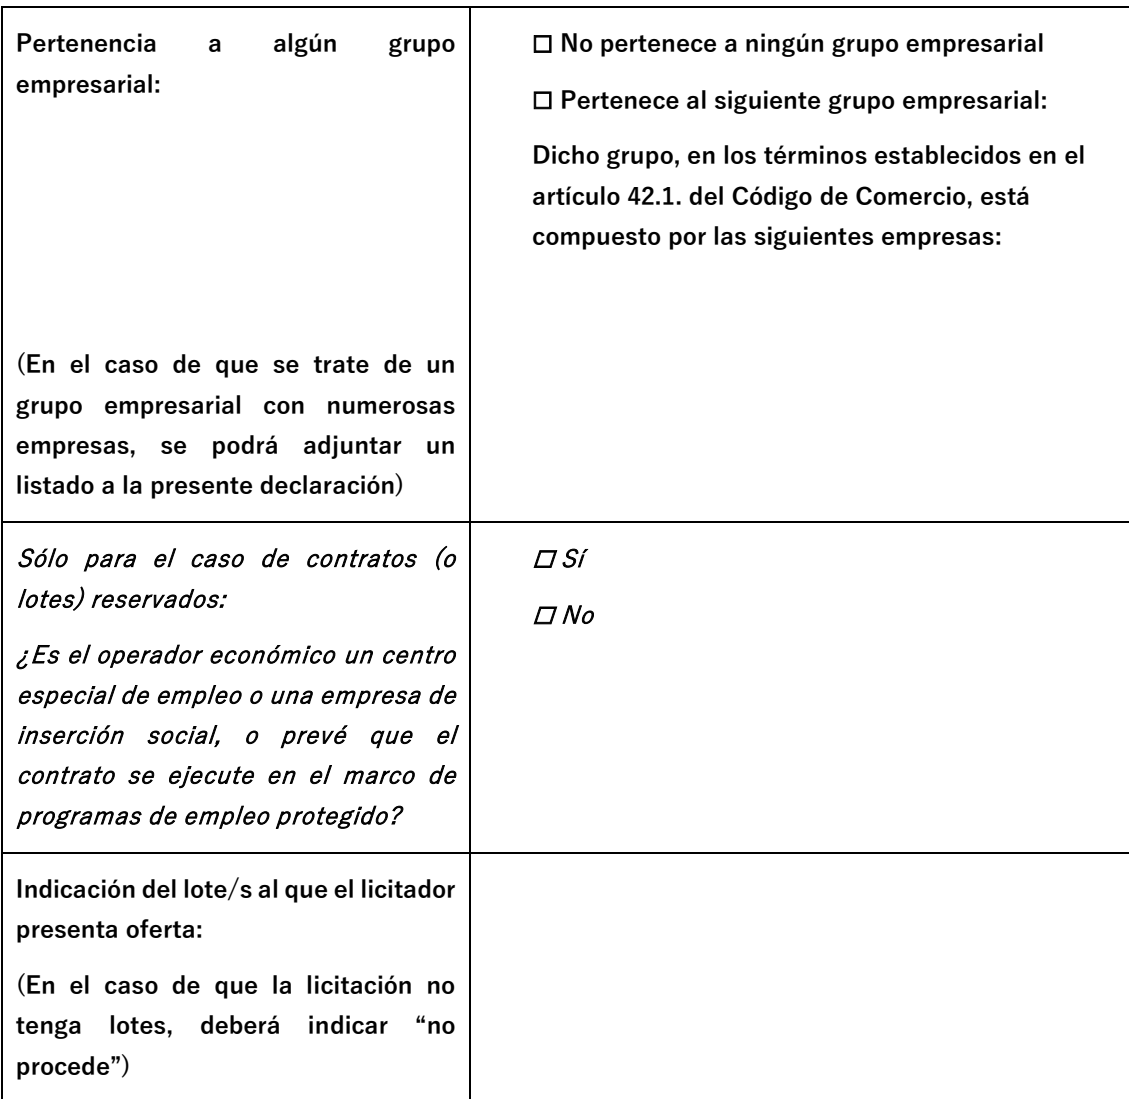 Pertenencia a algún grupo
empresarial:
(En el caso de que se trate de un
grupo empresarial con numerosas
empresas, se podrá adjuntar un
listado a la presente declaración)
☐ No pertenece a ningún grupo empresarial
☐ Pertenece al siguiente grupo empresarial:
Dicho grupo, en los términos establecidos en el
artículo 42.1. del Código de Comercio, está
compuesto por las siguientes empresas:
Sólo para el caso de contratos (o
lotes) reservados:
¿Es el operador económico un centro
especial de empleo o una empresa de
inserción social, o prevé que el
contrato se ejecute en el marco de
programas de empleo protegido?
☐ Sí
☐ No
Indicación del lote/s al que el licitador
presenta oferta:
(En el caso de que la licitación no
tenga lotes, deberá indicar “no
procede”)